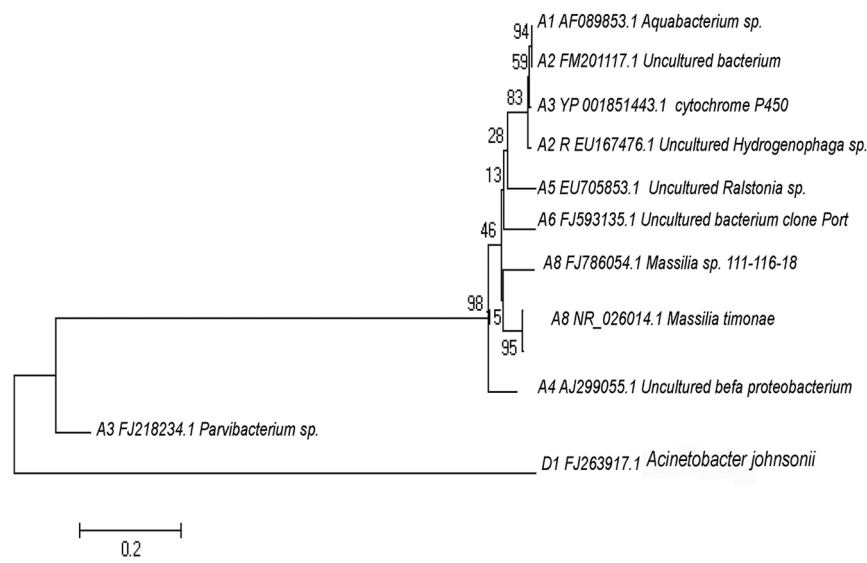 A1 AF089853.1 Aquabacterium sp.
94
A2 FM201117.1 Uncultured bacterium
59
A3 YP 001851443.1 cytochrome P450
83
A2 R EU167476.1 Uncultured Hydrogenophaga sp.
28
A5 EU705853.1 Uncultured Ralstonia sp.
13
A6 FJ593135.1 Uncultured bacterium clone Port
46
A8 FJ786054.1 Massilia sp. 111-116-18
98
15
A8 NR_026014.1 Massilia timonae
95
A4 AJ299055.1 Uncultured befa proteobacterium
A3 FJ218234.1 Parvibacterium sp.
D1 FJ263917.1 Acinetobacter johnsonii
0.2